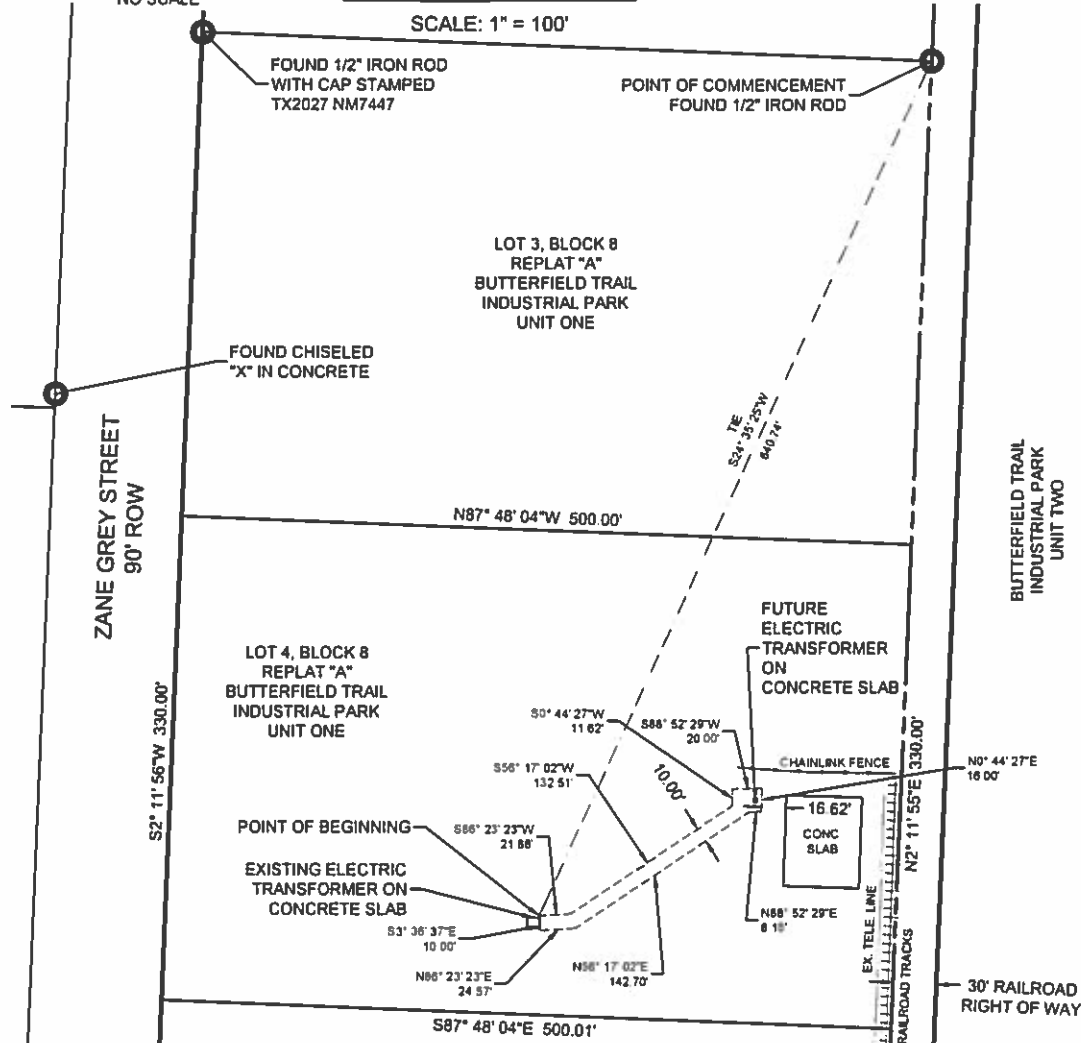 NO SCALE
SCALE: 1" = 100'
FOUND 1/2" IRON ROD
WITH CAP STAMPED
TX2027 NM7447
POINT OF COMMENCEMENT
FOUND 1/2" IRON ROD
LOT 3, BLOCK 8
REPLAT "A"
BUTTERFIELD TRAIL
INDUSTRIAL PARK
UNIT ONE
FOUND CHISELED
"X" IN CONCRETE
TIE
S24° 35' 25"W
640.74'
ZANE GREY STREET
90' ROW
N87° 48' 04"W 500.00'
BUTTERFIELD TRAIL
INDUSTRIAL PARK
UNIT TWO
FUTURE
ELECTRIC
TRANSFORMER
ON
CONCRETE SLAB
LOT 4, BLOCK 8
REPLAT "A"
BUTTERFIELD TRAIL
INDUSTRIAL PARK
UNIT ONE
S2° 11' 56"W 330.00'
S0° 44' 27"W
11.62'
S88° 52' 29"W
20.00'
CHAINLINK FENCE
N2° 11' 55"E 330.00'
N0° 44' 27"E
16.00'
S56° 17' 02"W
132.51'
10.00'
16.62'
CONC
SLAB
POINT OF BEGINNING
S86° 23' 23"W
21.88'
EXISTING ELECTRIC
TRANSFORMER ON
CONCRETE SLAB
S3° 36' 37"E
10.00'
N88° 52' 29"E
N86° 23' 23"E
24.57'
N56° 17' 02"E
142.70'
EX. TELE. LINE
RAILROAD TRACKS
30' RAILROAD
RIGHT OF WAY
S87° 48' 04"E 500.01'